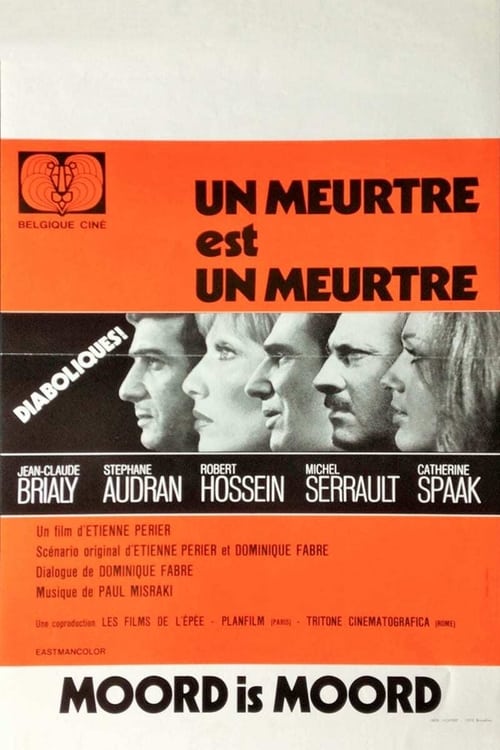 BELGIQUE CINÉ
UN MEURTRE
est
UN MEURTRE
DIABOLIQUES!
JEAN-CLAUDE
BRIALY
STEPHANE
AUDRAN
ROBERT
HOSSEIN
MICHEL
SERRAULT
CATHERINE
SPAAK
Un film d'ETIENNE PERIER
Scénario original d'ETIENNE PERIER et DOMINIQUE FABRE
Dialogue de DOMINIQUE FABRE
Musique de PAUL MISRAKI
Une coproduction LES FILMS DE L'ÉPÉE - PLANFILM (PARIS) - TRITONE CINEMATOGRAFICA (ROME)
EASTMANCOLOR
MOORD is MOORD